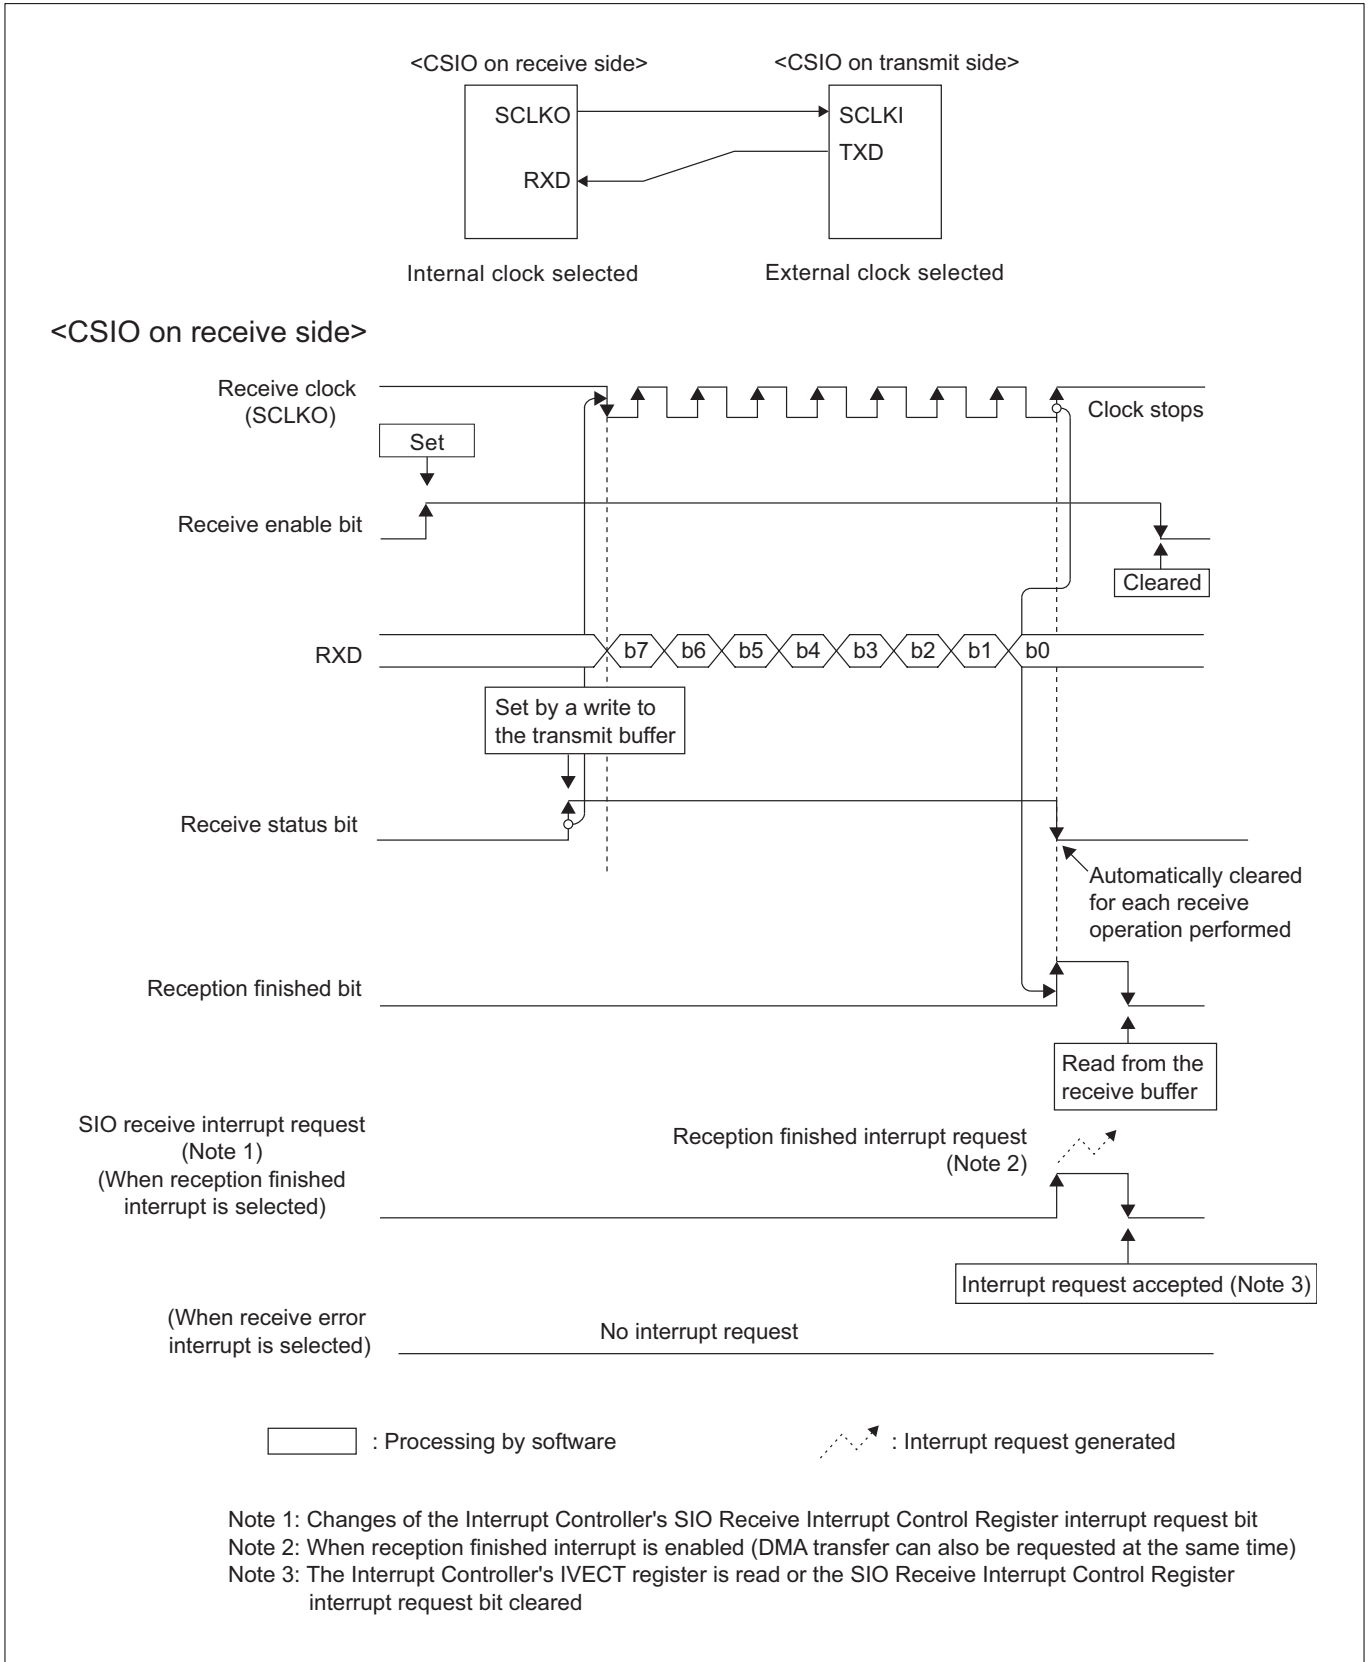 <CSIO on receive side>
<CSIO on transmit side>
SCLKO
SCLKI
TXD
RXD
Internal clock selected
External clock selected
<CSIO on receive side>
Receive clock
(SCLKO)
Clock stops
Set
Receive enable bit
Cleared
RXD
b7 b6 b5 b4 b3 b2 b1 b0
Set by a write to
the transmit buffer
Receive status bit
Automatically cleared
for each receive
operation performed
Reception finished bit
Read from the
receive buffer
SIO receive interrupt request
(Note 1)
(When reception finished
interrupt is selected)
Reception finished interrupt request
(Note 2)
Interrupt request accepted (Note 3)
(When receive error
interrupt is selected)
No interrupt request
: Processing by software
: Interrupt request generated
Note 1: Changes of the Interrupt Controller's SIO Receive Interrupt Control Register interrupt request bit
Note 2: When reception finished interrupt is enabled (DMA transfer can also be requested at the same time)
Note 3: The Interrupt Controller's IVECT register is read or the SIO Receive Interrupt Control Register
interrupt request bit cleared